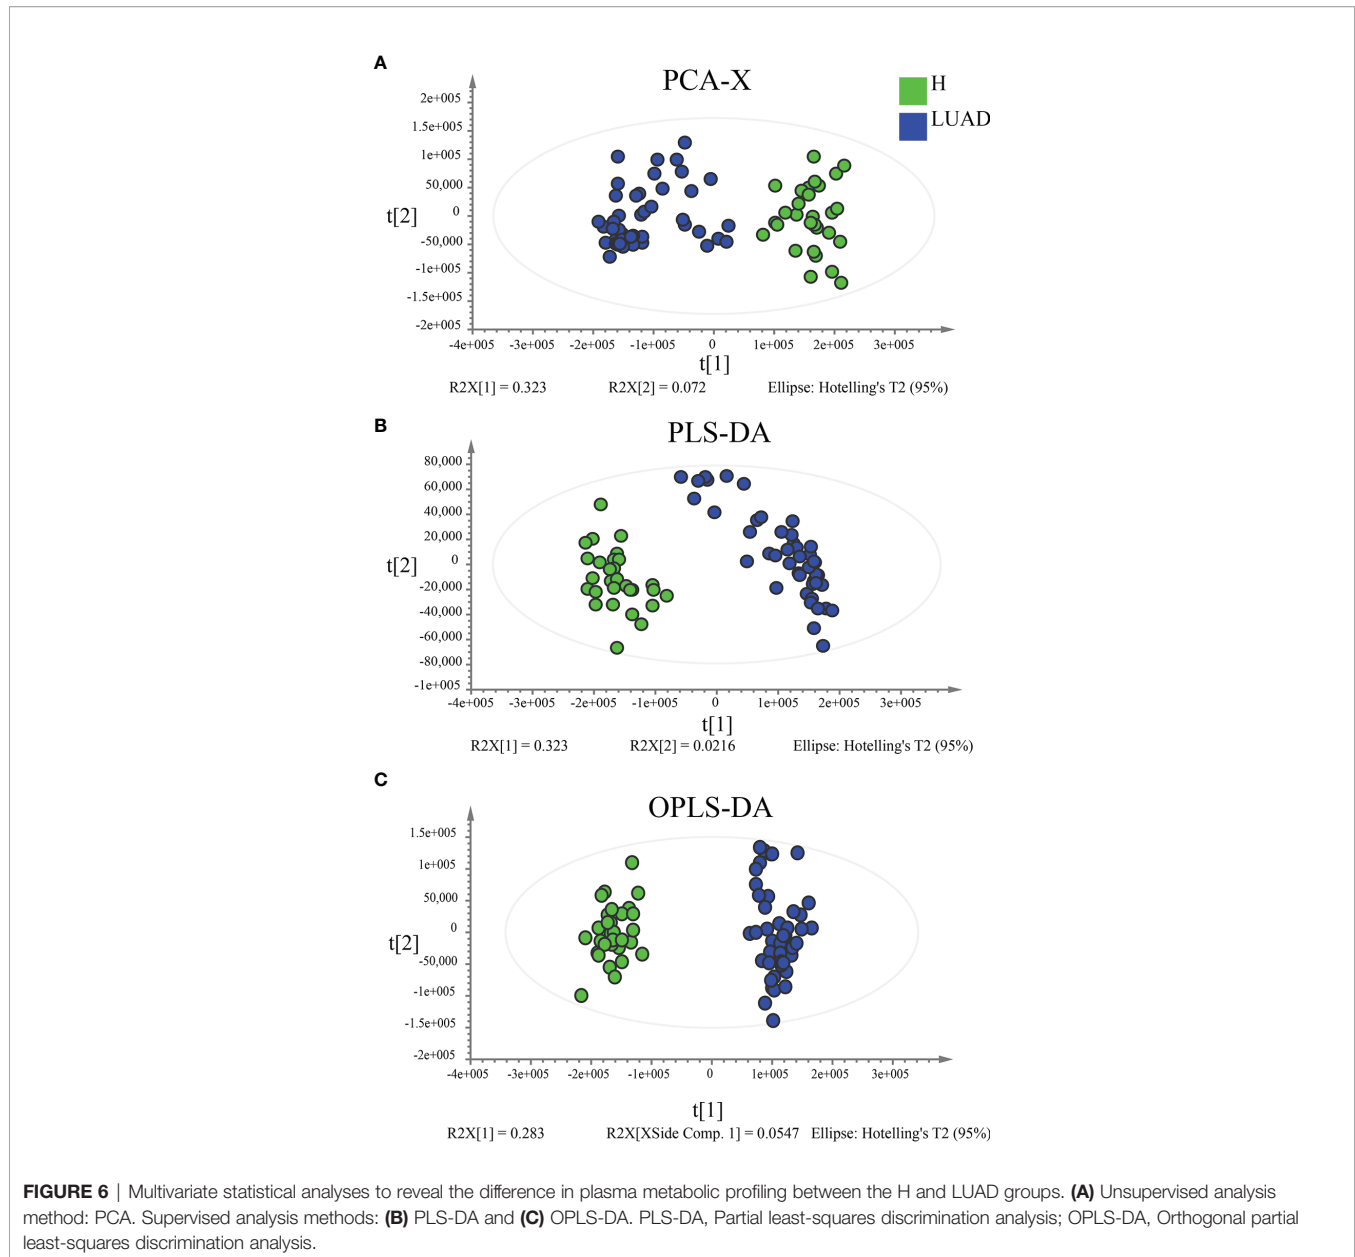 A
PCA-X
H
LUAD
2e+005
1.5e+005
1e+005
50,000
0
-50,000
-1e+005
-1.5e+005
-2e+005
t[2]
-4e+005 -3e+005 -2e+005 -1e+005 0 1e+005 2e+005 3e+005
t[1]
R2X[1] = 0.323 R2X[2] = 0.072 Ellipse: Hotelling's T2 (95%)
B
PLS-DA
80,000
60,000
40,000
20,000
0
-20,000
-40,000
-60,000
-80,000
-1e+005
t[2]
-4e+005 -3e+005 -2e+005 -1e+005 0 1e+005 2e+005 3e+005
t[1]
R2X[1] = 0.323 R2X[2] = 0.0216 Ellipse: Hotelling's T2 (95%)
C
OPLS-DA
1.5e+005
1e+005
50,000
0
-50,000
-1e+005
-1.5e+005
-2e+005
t[2]
-4e+005 -3e+005 -2e+005 -1e+005 0 1e+005 2e+005 3e+005
t[1]
R2X[1] = 0.283 R2X[XSide Comp. 1] = 0.0547 Ellipse: Hotelling's T2 (95%)
FIGURE 6 | Multivariate statistical analyses to reveal the difference in plasma metabolic profiling between the H and LUAD groups. (A) Unsupervised analysis
method: PCA. Supervised analysis methods: (B) PLS-DA and (C) OPLS-DA. PLS-DA, Partial least-squares discrimination analysis; OPLS-DA, Orthogonal partial
least-squares discrimination analysis.